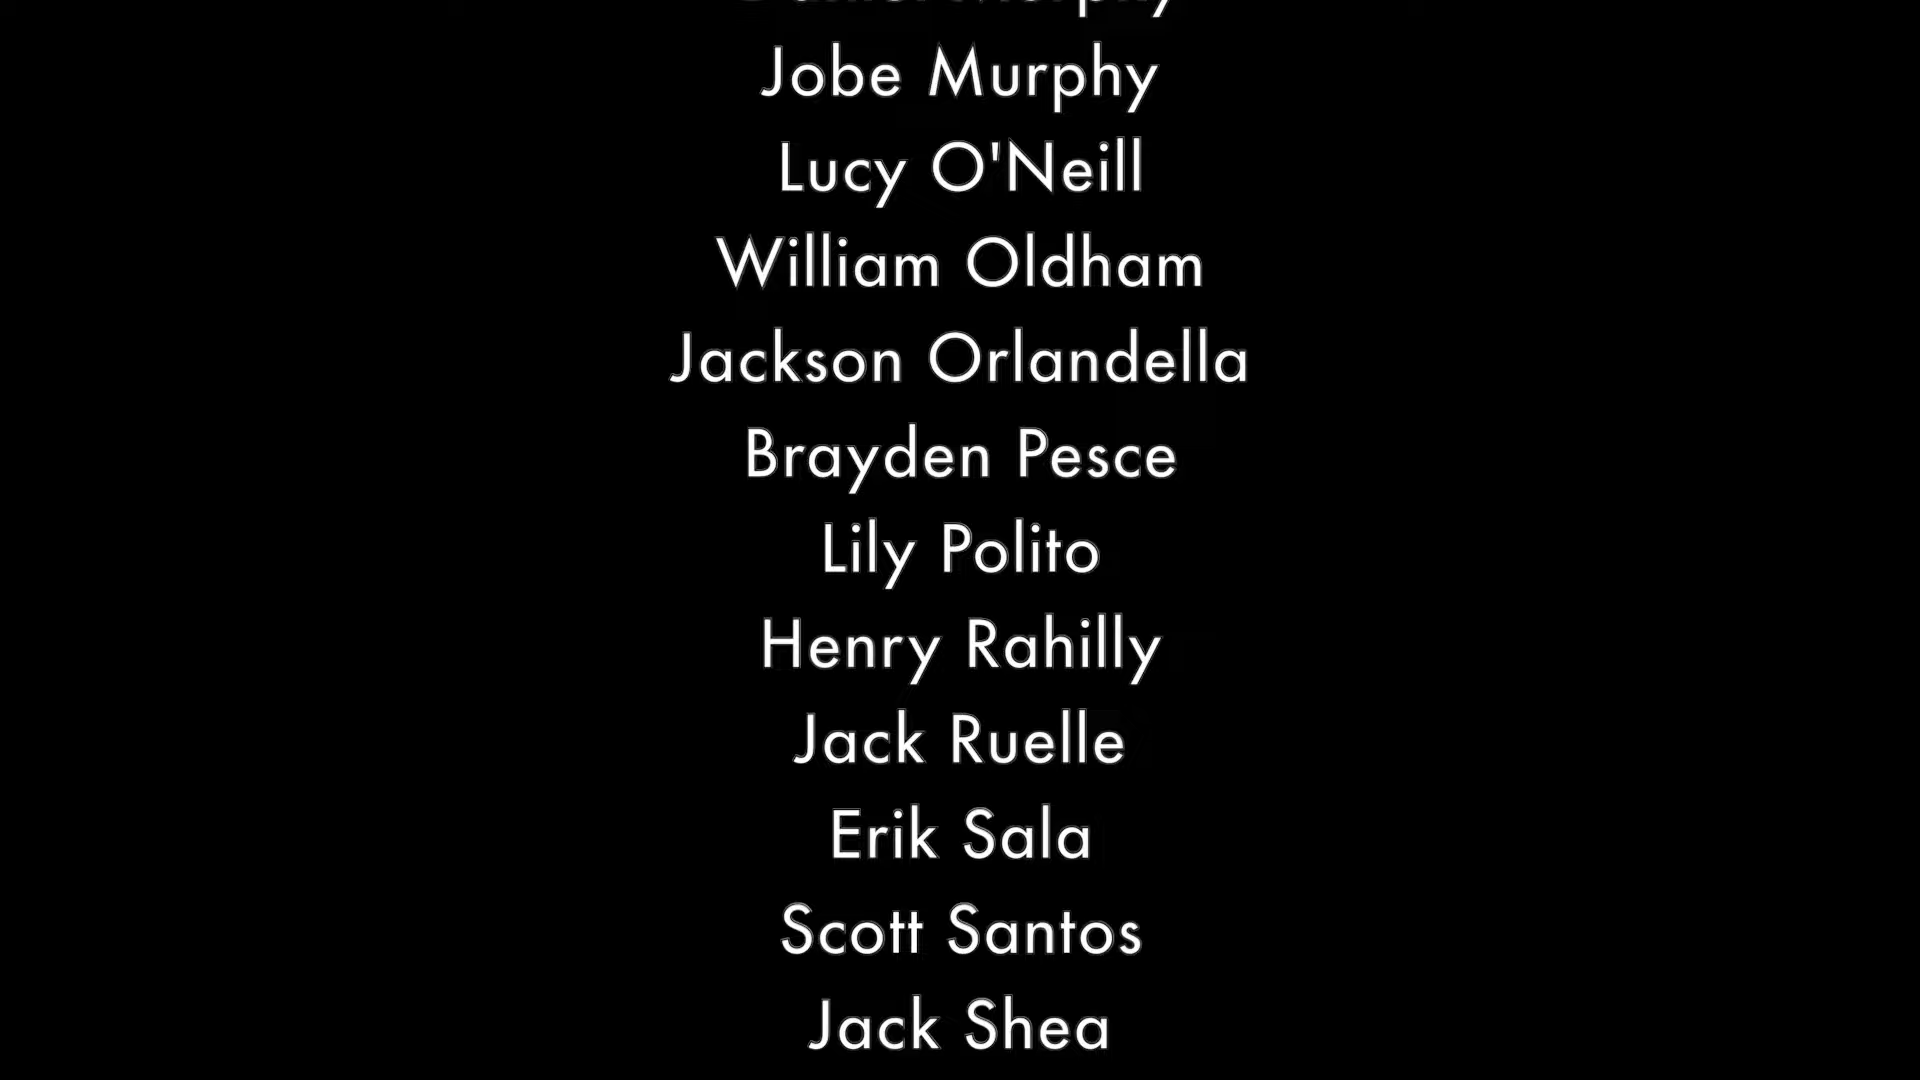 Murphy
Jobe Murphy
Lucy O'Neill
William Oldham
Jackson Orlandella
Brayden Pesce
Lily Polito
Henry Rahilly
Jack Ruelle
Erik Sala
Scott Santos
Jack Shea